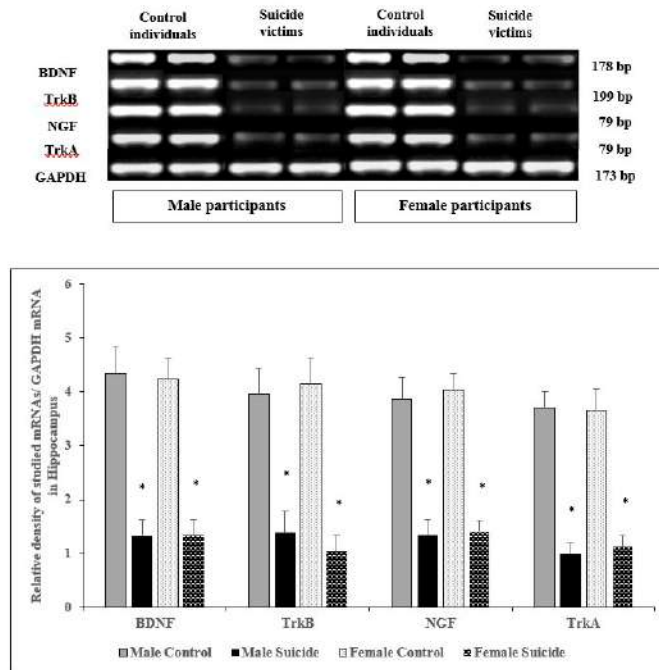 Control individuals Suicide victims Control individuals Suicide victims
BDNF 178 bp
TrkB 199 bp
NGF 79 bp
TrkA 79 bp
GAPDH 173 bp
Male participants Female participants
Relative density of studied mRNAs/ GAPDH mRNA
in Hippocampus
6
5
4
3
2
1
0
* * * * * * * *
BDNF TrkB NGF TrkA
Male Control Male Suicide Female Control Female Suicide